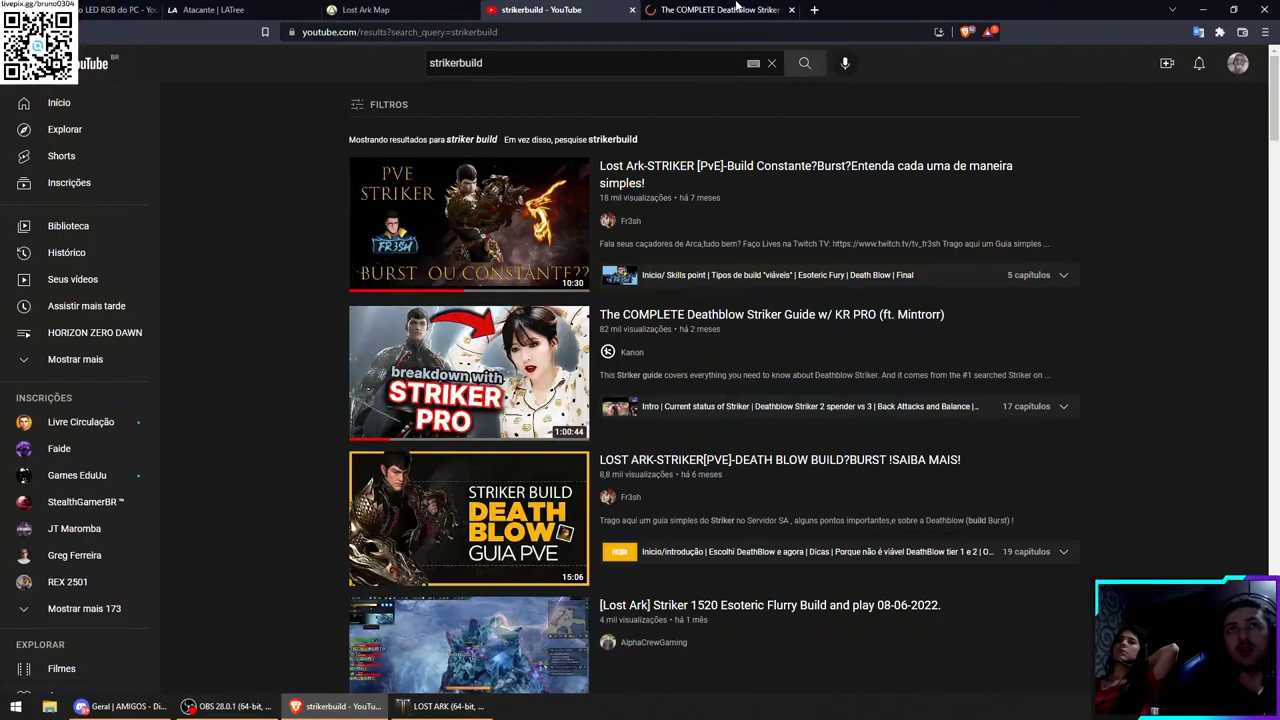 livepix.gg/bruno0304
LED RGB do PC - Yo
Atacante | LATree
Lost Ark Map
strikerbuild - YouTube
The COMPLETE Deathblow Striker
youtube.com/results?search_query=strikerbuild
YouTube BR
strikerbuild
Início
Explorar
Shorts
Inscrições
Biblioteca
Histórico
Seus vídeos
Assistir mais tarde
HORIZON ZERO DAWN
Mostrar mais
INSCRIÇÕES
Livre Circulação
Faide
Games EduUu
StealthGamerBR ™
JT Maromba
Greg Ferreira
REX 2501
Mostrar mais 173
EXPLORAR
Filmes
FILTROS
Mostrando resultados para striker build Em vez disso, pesquise strikerbuild
PVE
STRIKER
FR3SH
BURST OU CONSTANTE??
10:30
Lost Ark-STRIKER [PvE]-Build Constante?Burst?Entenda cada uma de maneira
simples!
18 mil visualizações • há 7 meses
Fr3sh
Fala seus caçadores de Arca,tudo bem? Faço Lives na Twitch TV: https://www.twitch.tv/tv_fr3sh Trago aqui um Guia simples ...
Inicio/ Skills point | Tipos de build "viáveis" | Esoteric Fury | Death Blow | Final
5 capítulos
breakdown with
STRIKER
PRO
1:00:44
The COMPLETE Deathblow Striker Guide w/ KR PRO (ft. Mintrorr)
82 mil visualizações • há 2 meses
Kanon
This Striker guide covers everything you need to know about Deathblow Striker. And it comes from the #1 searched Striker on ...
Intro | Current status of Striker | Deathblow Striker 2 spender vs 3 | Back Attacks and Balance |...
17 capítulos
STRIKER BUILD
DEATH
BLOW
GUIA PVE
15:06
LOST ARK-STRIKER[PVE]-DEATH BLOW BUILD?BURST !SAIBA MAIS!
8,8 mil visualizações • há 6 meses
Fr3sh
Trago aqui um guia simples do Striker no Servidor SA , alguns pontos importantes,e sobre a Deathblow (build Burst) !
Inicio/introdução | Escolhi DeathBlow e agora | Dicas | Porque não é viável DeathBlow tier 1 e 2 | O...
19 capítulos
[Lost Ark] Striker 1520 Esoteric Flurry Build and play 08-06-2022.
4 mil visualizações • há 1 mês
AlphaCrewGaming
Geral | AMIGOS - Di...
OBS 28.0.1 (64-bit, ...
strikerbuild - YouTu...
LOST ARK (64-bit, ...